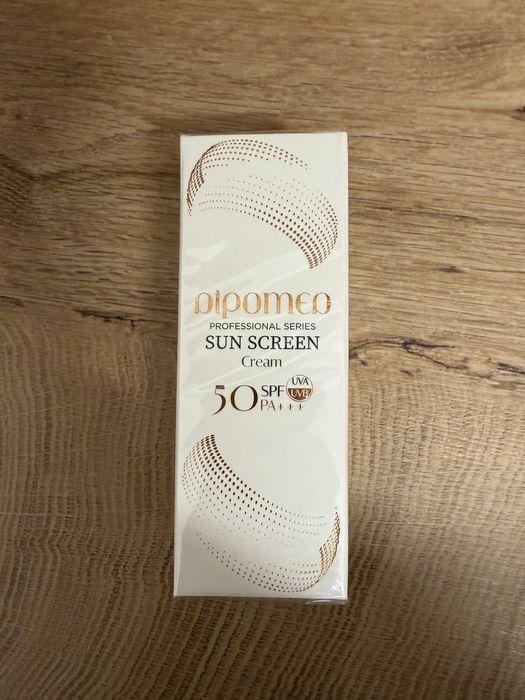 DIPOMED
PROFESSIONAL SERIES
SUN SCREEN
Cream
50 SPF UVA
PA+++ UVB